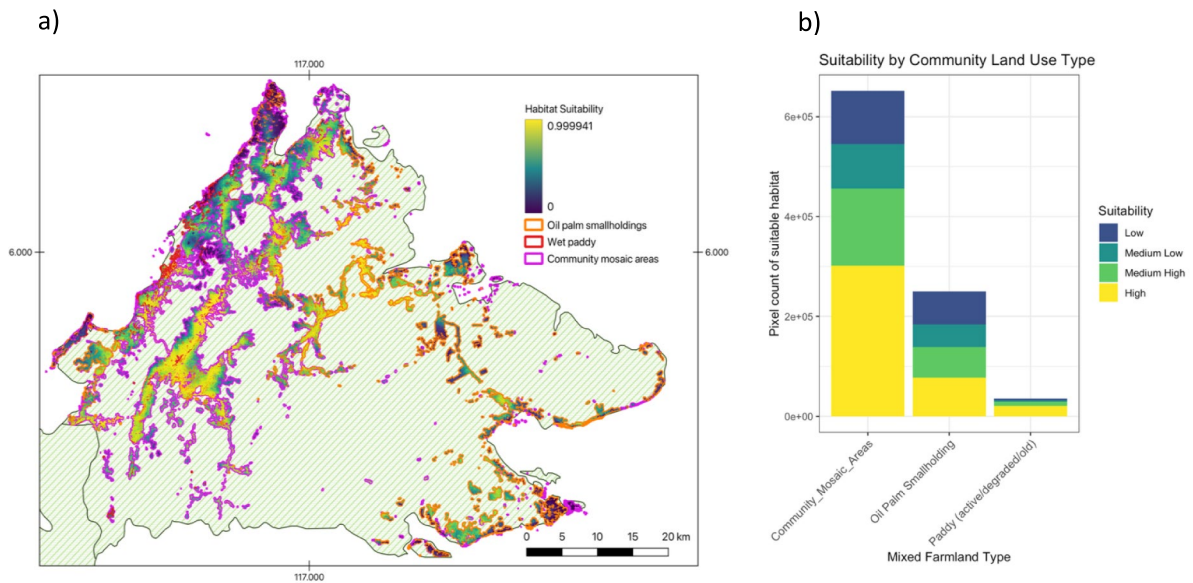 a)
117.000
Habitat Suitability
0.999941
0
Oil palm smallholdings
Wet paddy
Community mosaic areas
6.000
6.000
0 5 10 15 20 km
117.000
b)
Suitability by Community Land Use Type
Pixel count of suitable habitat
6e+05
4e+05
2e+05
0e+00
Community_Mosaic_Areas
Oil Palm Smallholding
Paddy (active/degraded/old)
Mixed Farmland Type
Suitability
Low
Medium Low
Medium High
High